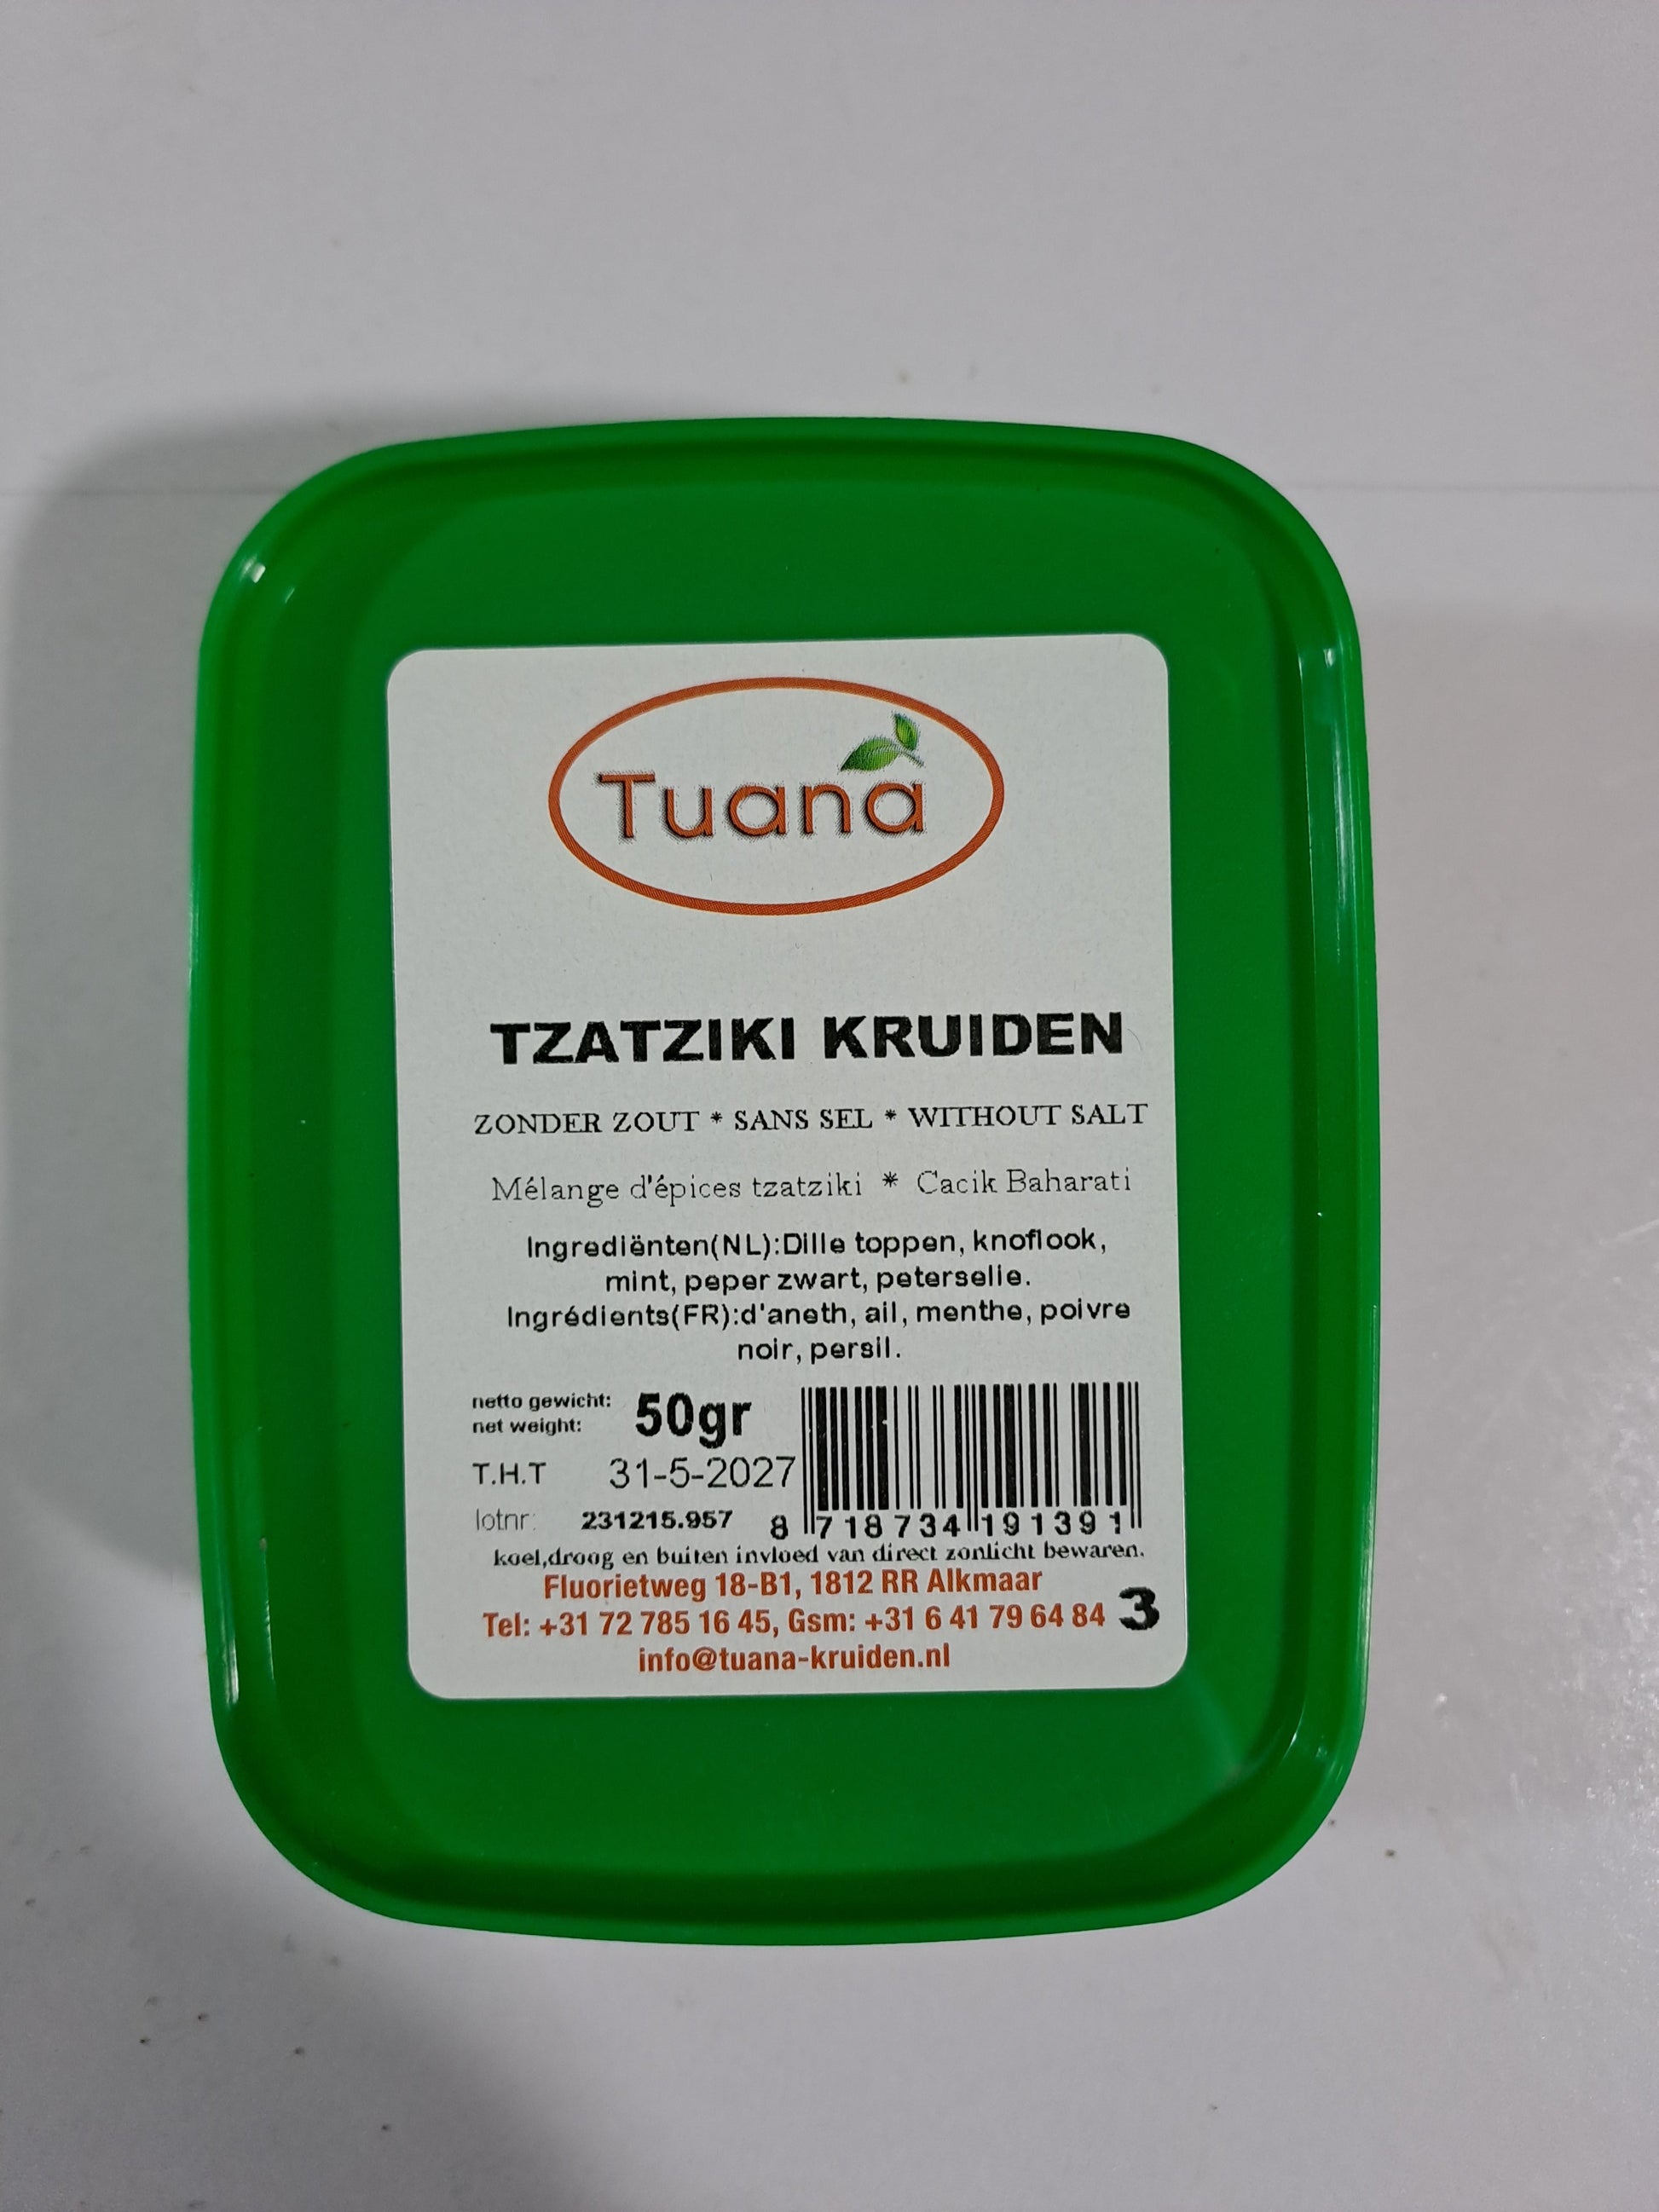 Tuana
TZATZIKI KRUIDEN
ZONDER ZOUT * SANS SEL * WITHOUT SALT
Mélange d'épices tzatziki * Cacik Baharati
Ingrediënten(NL):Dille toppen, knoflook,
mint, peper zwart, peterselie.
Ingrédients(FR):d'aneth, ail, menthe, poivre
noir, persil.
netto gewicht:
net weight:
50gr
T.H.T 31-5-2027
lotnr: 231215.957
8 718734 191391
koel,droog en buiten invloed van direct zonlicht bewaren.
Fluorietweg 18-B1, 1812 RR Alkmaar
Tel: +31 72 785 16 45, Gsm: +31 6 41 79 64 84
3
info@tuana-kruiden.nl